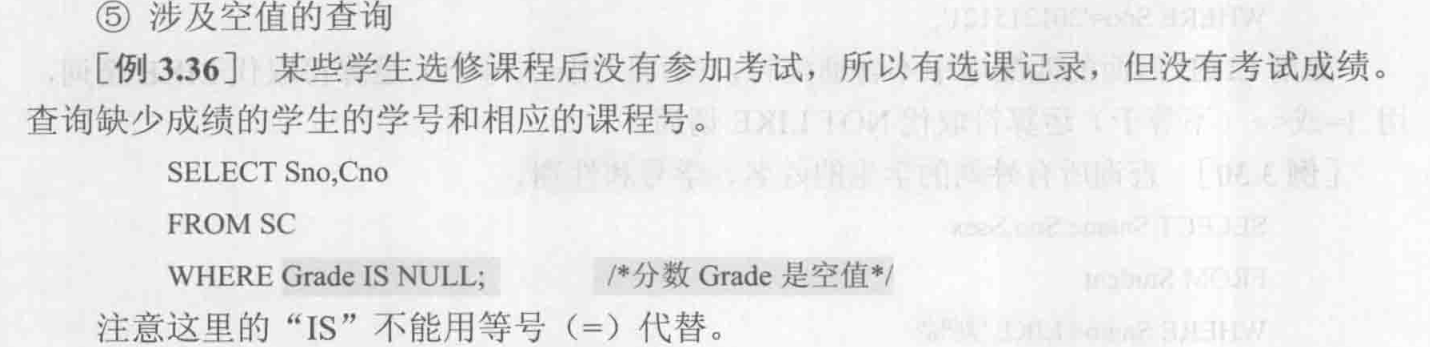 ⑤ 涉及空值的查询
[例 3.36] 某些学生选修课程后没有参加考试，所以有选课记录，但没有考试成绩。
查询缺少成绩的学生的学号和相应的课程号。
SELECT Sno,Cno
FROM SC
WHERE Grade IS NULL; /*分数 Grade 是空值*/
注意这里的“IS”不能用等号（=）代替。